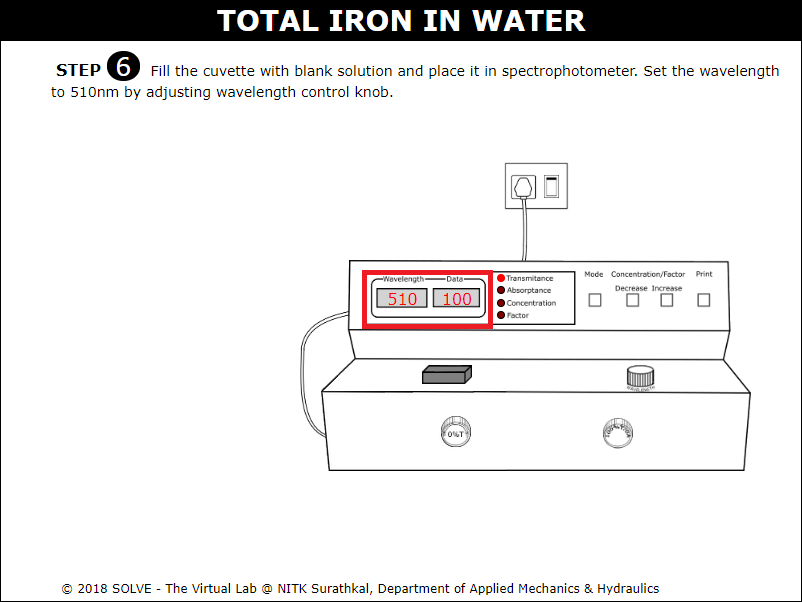 TOTAL IRON IN WATER
STEP 6 Fill the cuvette with blank solution and place it in spectrophotometer. Set the wavelength
to 510nm by adjusting wavelength control knob.
Wavelength Data
510 100
Transmitance
Absorptance
Concentration
Factor
Mode Concentration/Factor Print
Decrease Increase
0%T
© 2018 SOLVE - The Virtual Lab @ NITK Surathkal, Department of Applied Mechanics & Hydraulics